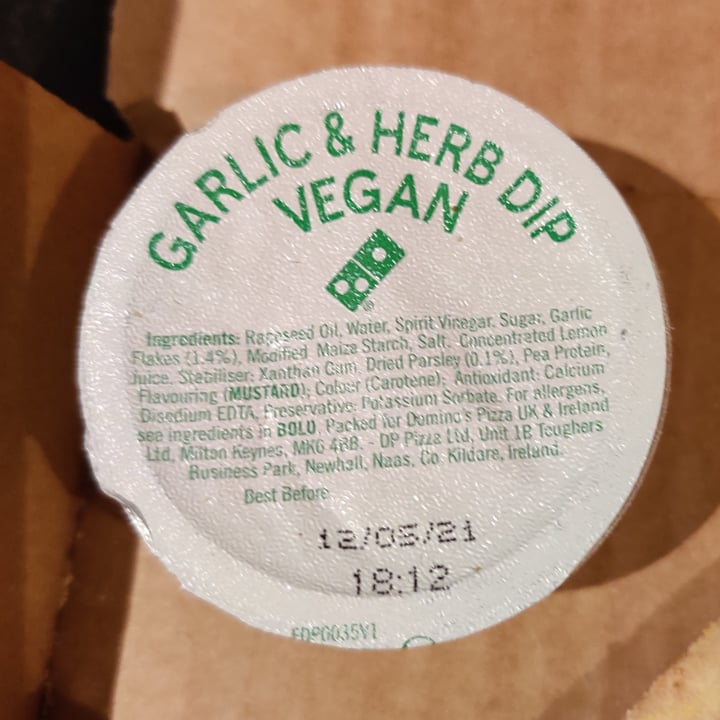 GARLIC & HERB DIP
VEGAN
Ingredients: Rapeseed Oil, Water, Spirit Vinegar, Sugar, Garlic
Flakes (1.4%), Modified Maize Starch, Salt, Concentrated Lemon
Juice, Stabiliser: Xanthan Gum, Dried Parsley (0.1%), Pea Protein,
Flavouring (MUSTARD), Colour (Carotene), Antioxidant: Calcium
Disodium EDTA, Preservative: Potassium Sorbate. For allergens,
see ingredients in BOLD. Packed for Domino's Pizza UK & Ireland
Ltd, Milton Keynes, MK6 4BB. - DP Pizza Ltd, Unit 1B Toughers
Business Park, Newhall, Naas, Co Kildare, Ireland.
Best Before
12/05/21
18:12